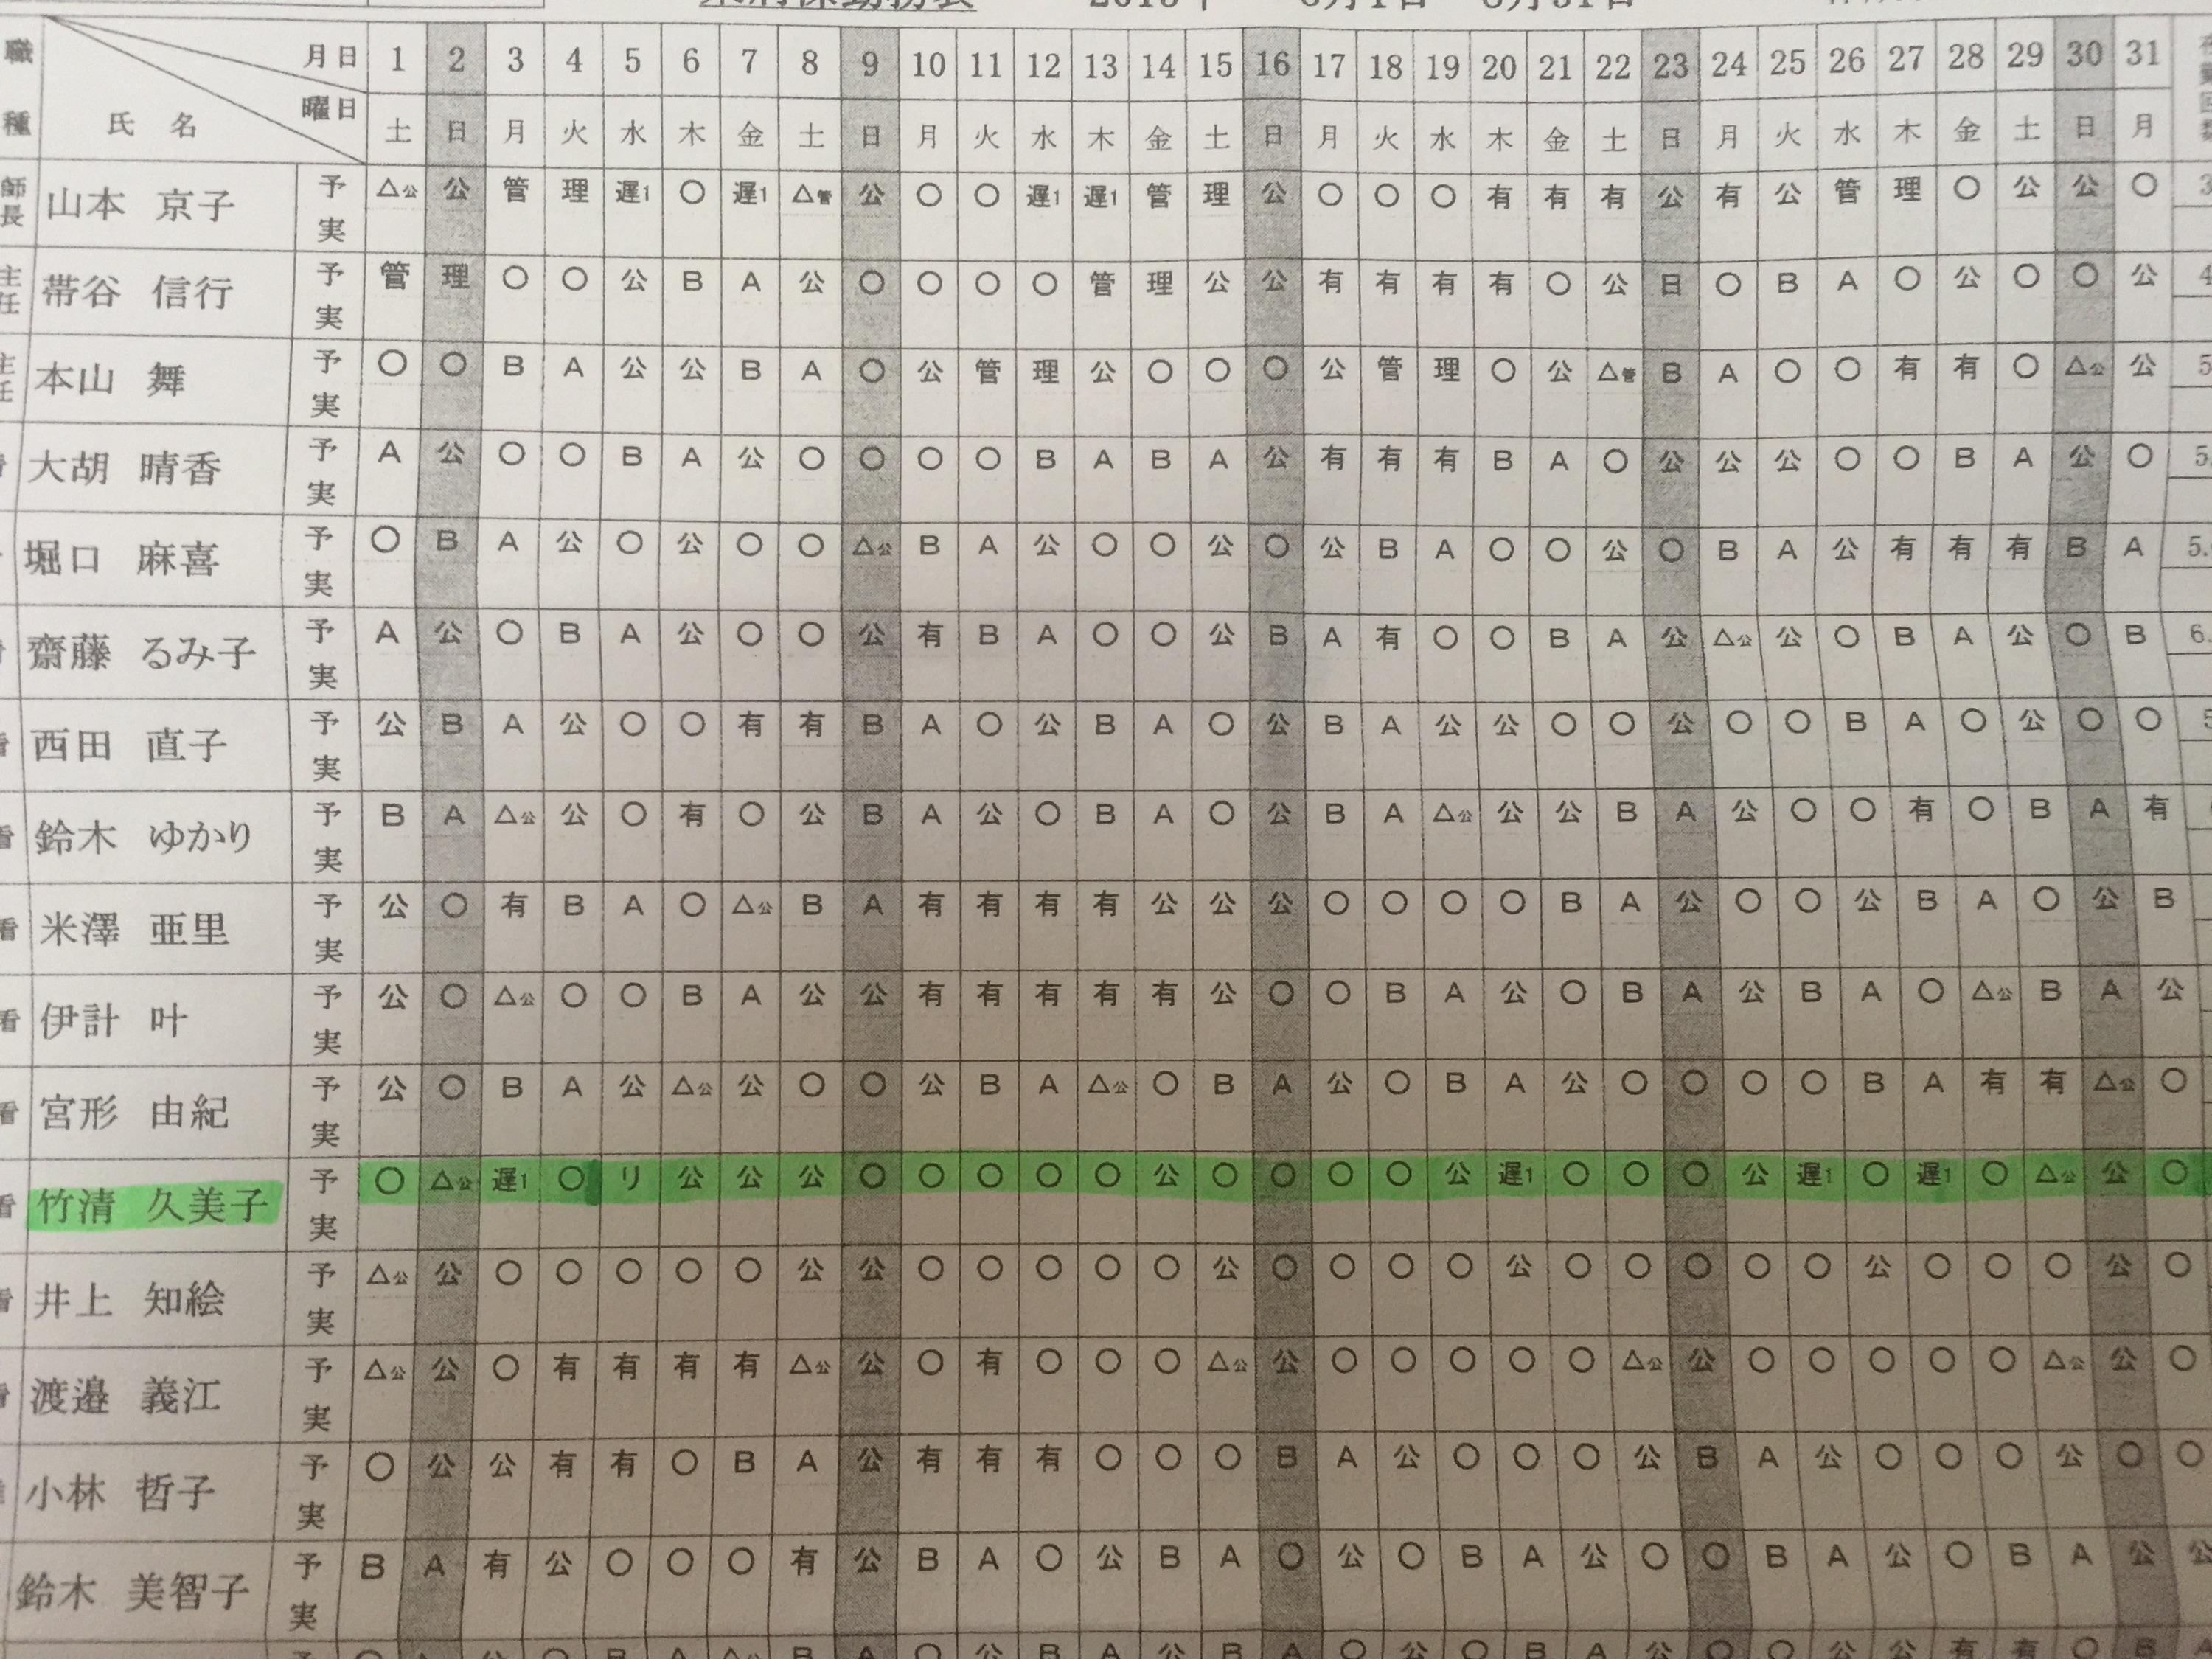 職種 氏名 月日 1 2 3 4 5 6 7 8 9 10 11 12 13 14 15 16 17 18 19 20 21 22 23 24 25 26 27 28 29 30 31
曜日 土 日 月 火 水 木 金 土 日 月 火 水 木 金 土 日 月 火 水 木 金 土 日 月 火 水 木 金 土 日 月
師長 山本 京子 予 △公 公 管 理 遅1 〇 遅1 △管 公 〇 〇 遅1 遅1 管 理 公 〇 〇 〇 有 有 有 公 有 公 管 理 〇 公 公 〇
実
主任 帯谷 信行 予 管 理 〇 〇 公 B A 公 〇 〇 〇 〇 管 理 公 公 有 有 有 有 〇 公 日 〇 B A 〇 公 〇 〇 公
実
主任 本山 舞 予 〇 〇 B A 公 公 B A 〇 公 管 理 公 〇 〇 〇 公 管 理 〇 公 △管 B A 〇 〇 有 有 〇 △公 公
実
大胡 晴香 予 A 公 〇 〇 B A 公 〇 〇 〇 〇 B A B A 公 有 有 有 B A 〇 公 公 公 〇 〇 B A 公 〇
実
堀口 麻喜 予 〇 B A 公 〇 公 〇 〇 △公 B A 公 〇 〇 公 〇 公 B A 〇 〇 公 〇 B A 公 有 有 有 B A
実
齋藤 るみ子 予 A 公 〇 B A 公 〇 〇 公 有 B A 〇 〇 公 B A 有 〇 〇 B A 公 △公 公 〇 B A 公 〇 B
実
西田 直子 予 公 B A 公 〇 〇 有 有 B A 〇 公 B A 〇 公 B A 公 公 〇 〇 公 〇 〇 B A 〇 公 〇 〇
実
看 鈴木 ゆかり 予 B A △公 公 〇 有 〇 公 B A 公 〇 B A 〇 公 B A △公 公 公 B A 公 〇 〇 有 〇 B A 有
実
看 米澤 亜里 予 公 〇 有 B A 〇 △公 B A 有 有 有 有 公 公 公 〇 〇 〇 〇 B A 公 〇 〇 公 B A 〇 公 B
実
看 伊計 叶 予 公 〇 △公 〇 〇 B A 公 公 有 有 有 有 有 公 〇 〇 B A 公 〇 B A 公 B A 〇 △公 B A 公
実
看 宮形 由紀 予 公 〇 B A 公 △公 公 〇 〇 公 B A △公 〇 B A 公 〇 B A 公 〇 〇 〇 〇 B A 有 有 △公 〇
実
看 竹清 久美子 予 〇 △公 遅1 〇 リ 公 公 公 〇 〇 〇 〇 〇 公 〇 〇 〇 〇 公 遅1 〇 〇 〇 公 遅1 〇 遅1 〇 △公 公 〇
実
看 井上 知絵 予 △公 公 〇 〇 〇 〇 〇 公 公 〇 〇 〇 〇 〇 公 〇 〇 〇 〇 公 〇 〇 〇 〇 〇 公 〇 〇 〇 公 〇
実
渡邉 義江 予 △公 公 〇 有 有 有 有 △公 公 〇 有 〇 〇 〇 △公 公 〇 〇 〇 〇 〇 △公 公 〇 〇 〇 〇 〇 △公 公 〇
実
小林 哲子 予 〇 公 公 有 有 〇 B A 公 有 有 有 〇 〇 〇 B A 公 〇 〇 〇 公 B A 公 〇 〇 〇 公 〇 〇
実
鈴木 美智子 予 B A 有 公 〇 〇 〇 有 公 B A 〇 公 B A 〇 公 〇 B A 公 〇 〇 B A 公 〇 B A 公 公
実